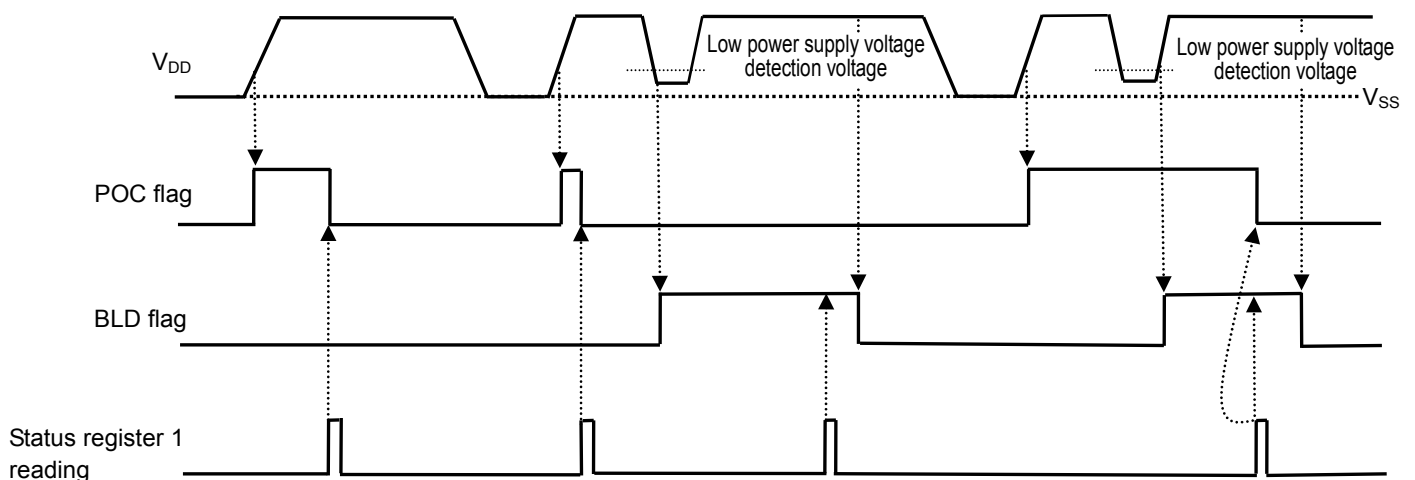 Low power supply voltage
detection voltage
Low power supply voltage
detection voltage
VDD
VSS
POC flag
BLD flag
Status register 1
reading